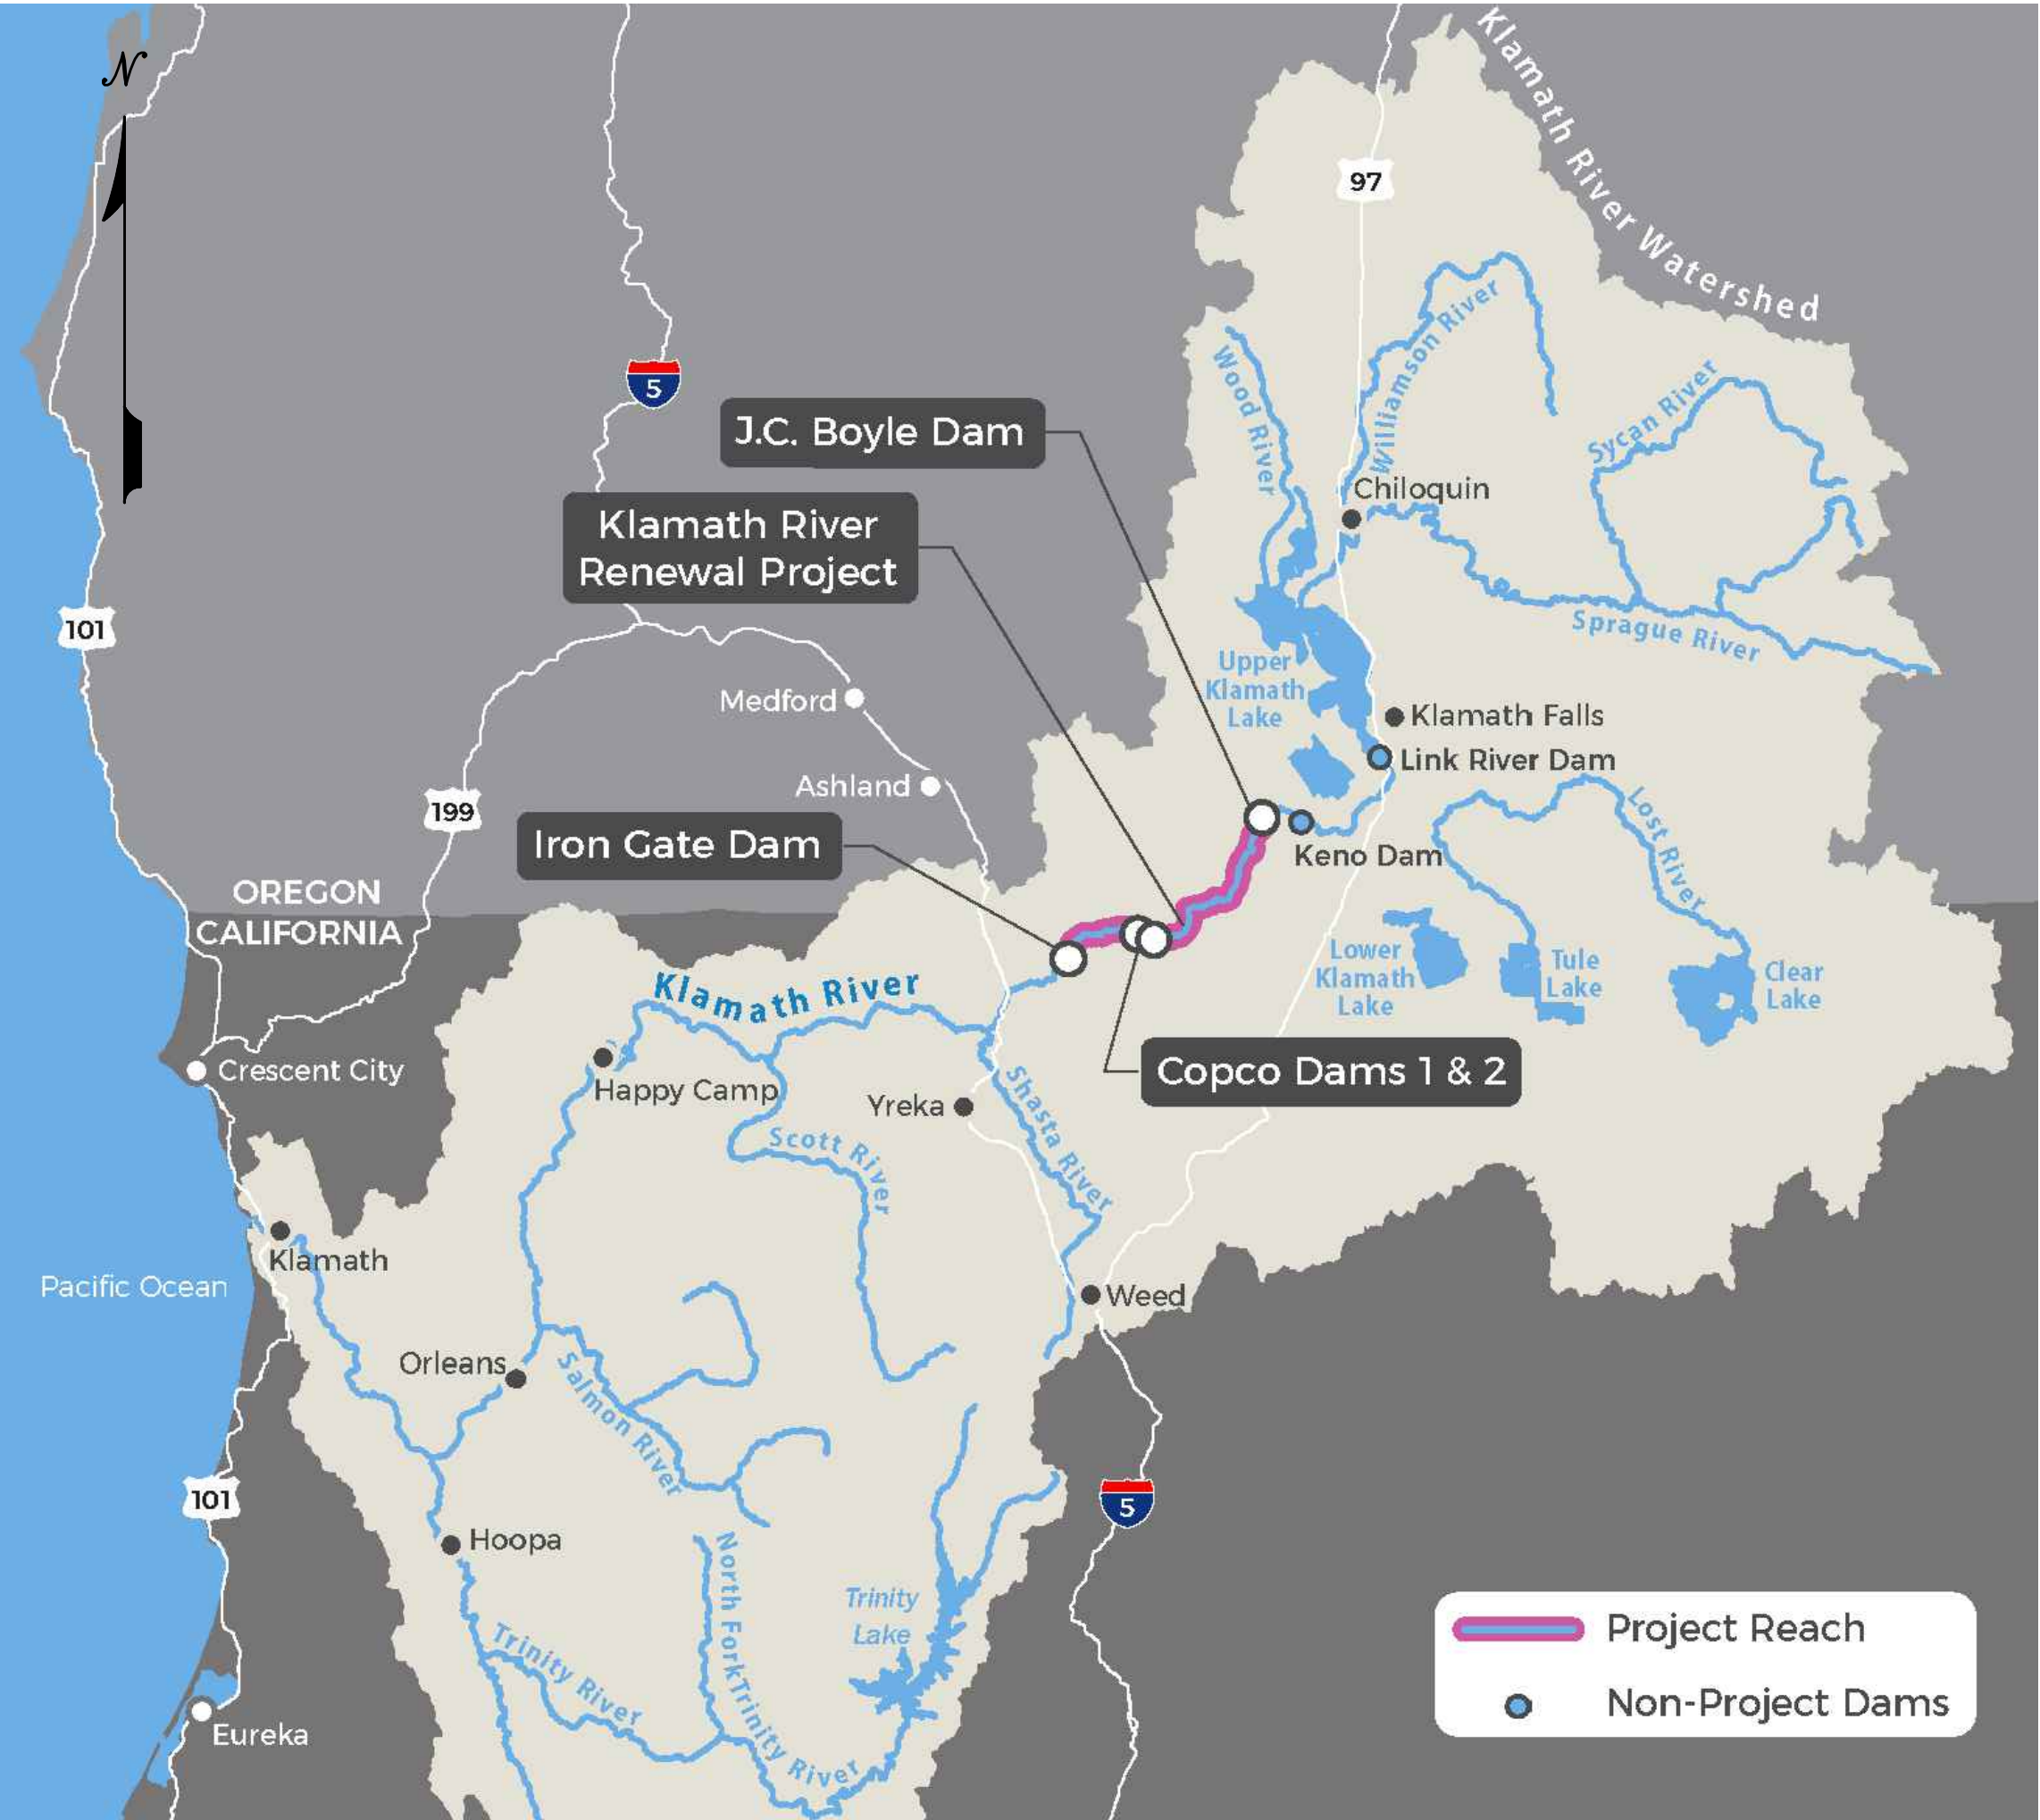 N
Klamath River Watershed
97
Williamson River
Wood River
Sycan River
5
J.C. Boyle Dam
Chiloquin
Klamath River
Renewal Project
101
Sprague River
Upper
Klamath
Lake
Medford
Klamath Falls
Link River Dam
Ashland
199
Lost River
Iron Gate Dam
Keno Dam
OREGON
CALIFORNIA
Lower
Klamath
Lake
Tule
Lake
Clear
Lake
Klamath River
Crescent City
Happy Camp
Yreka
Copco Dams 1 & 2
Shasta River
Scott River
Klamath
Pacific Ocean
Weed
Orleans
Salmon River
101
5
Hoopa
North Fork Trinity River
Trinity
Lake
Trinity River
Eureka
Project Reach
Non-Project Dams